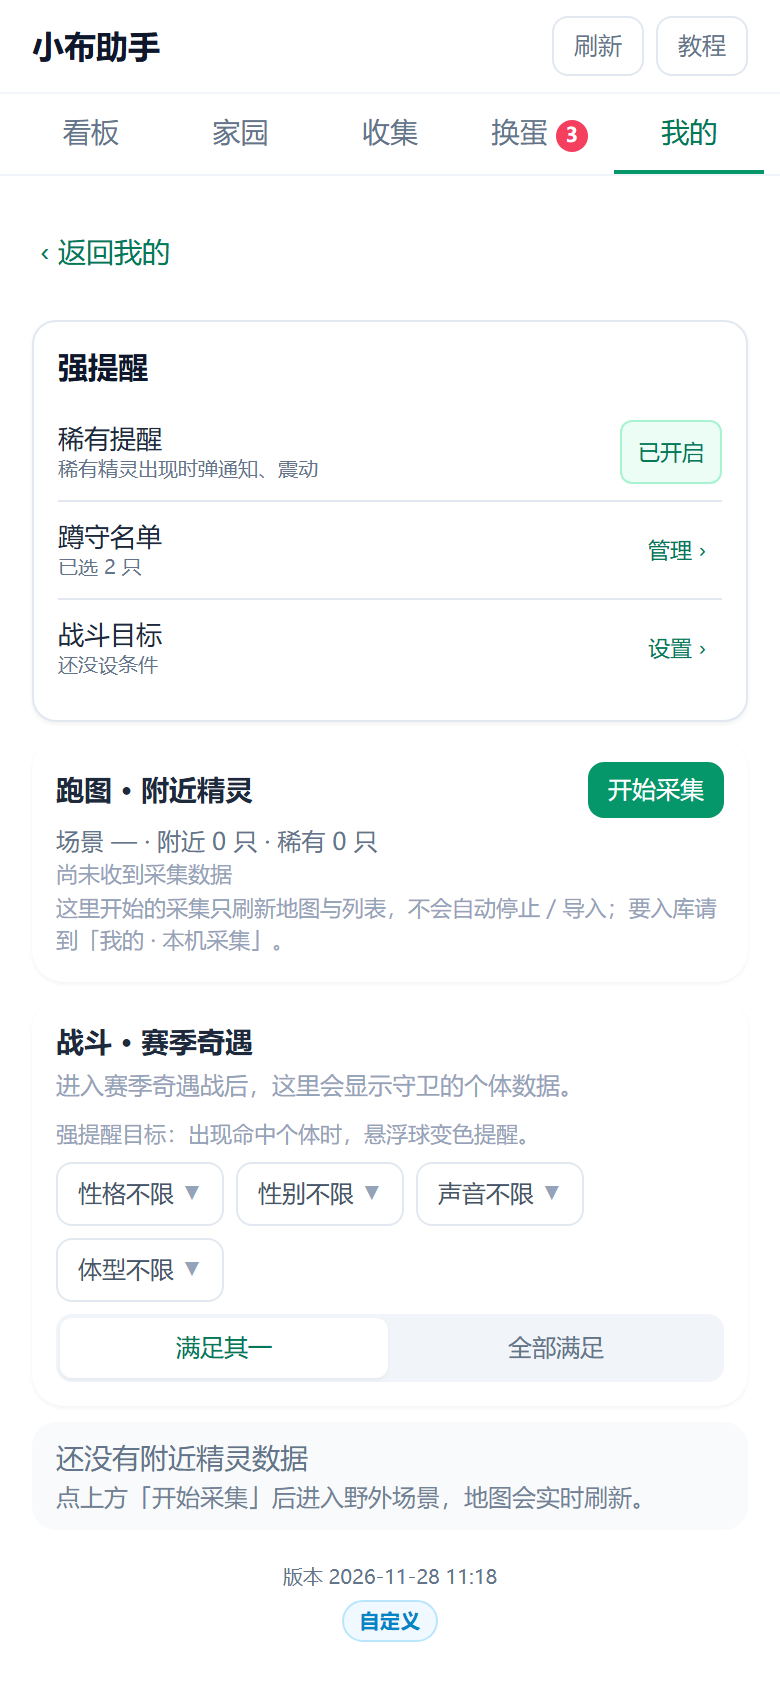 小布助手
刷新
教程
看板
家园
收集
换蛋 3
我的
‹ 返回我的
强提醒
稀有提醒
稀有精灵出现时弹通知、震动
已开启
蹲守名单
已选 2 只
管理 ›
战斗目标
还没设条件
设置 ›
跑图 · 附近精灵
开始采集
场景 — · 附近 0 只 · 稀有 0 只
尚未收到采集数据
这里开始的采集只刷新地图与列表，不会自动停止 / 导入；要入库请
到「我的 · 本机采集」。
战斗 · 赛季奇遇
进入赛季奇遇战后，这里会显示守卫的个体数据。
强提醒目标：出现命中个体时，悬浮球变色提醒。
性格不限 ▼
性别不限 ▼
声音不限 ▼
体型不限 ▼
满足其一
全部满足
还没有附近精灵数据
点上方「开始采集」后进入野外场景，地图会实时刷新。
版本 2026-11-28 11:18
自定义